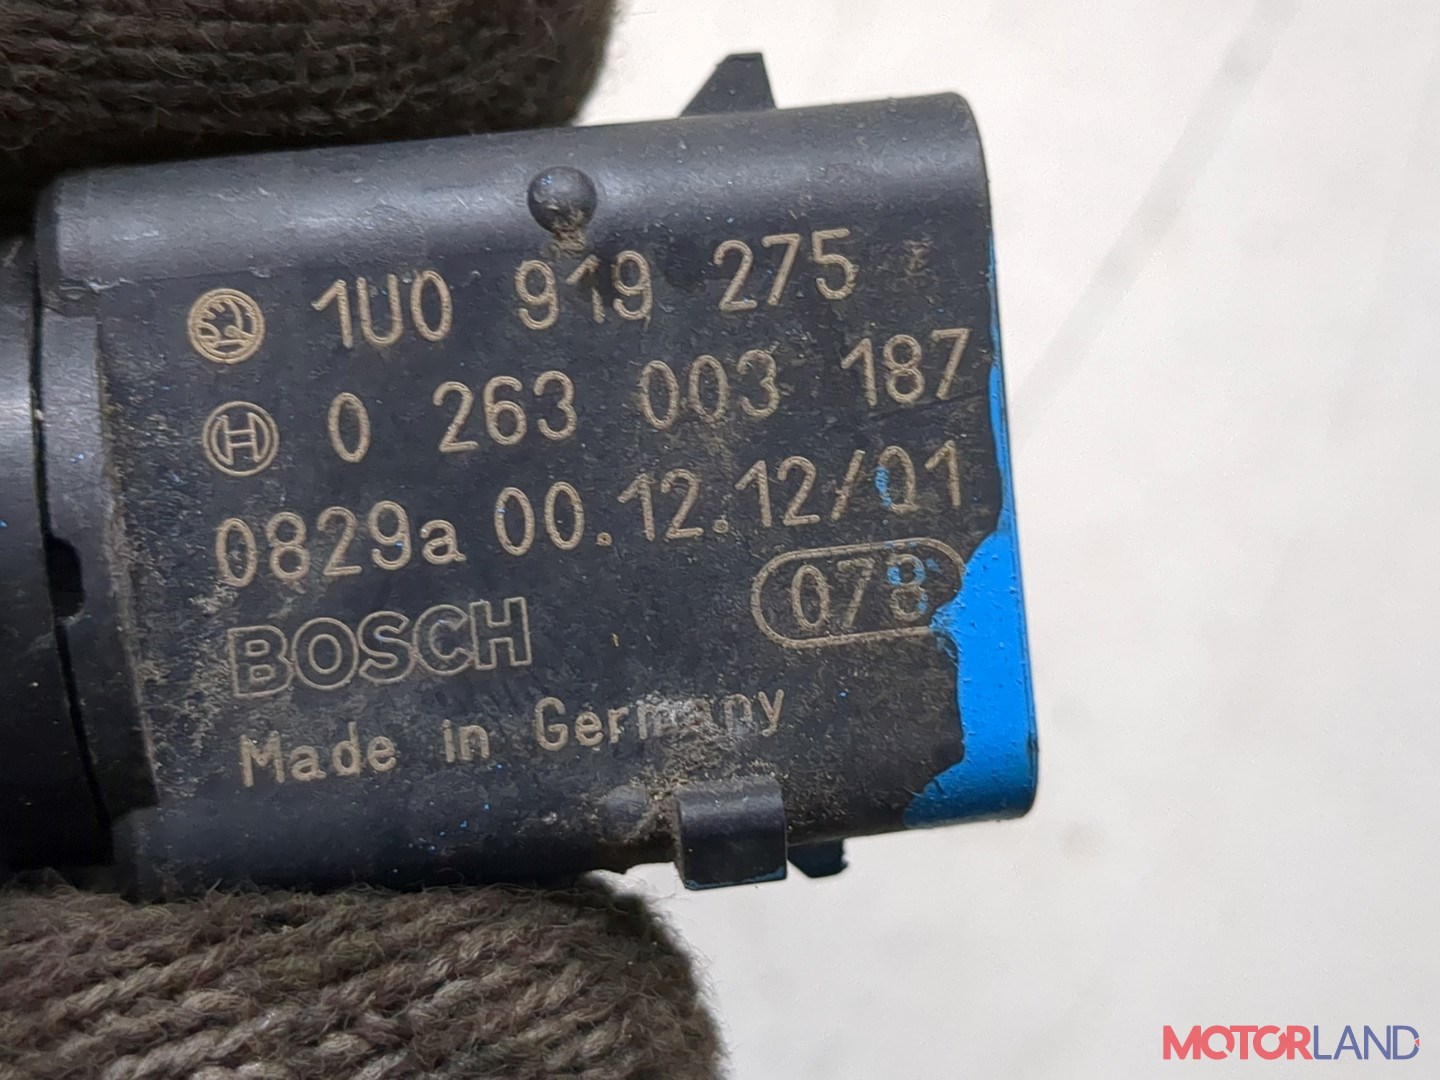 1U0 919 275
0 263 003 187
0829a 00.12.12/01
078
BOSCH
Made in Germany
MOTORLAND